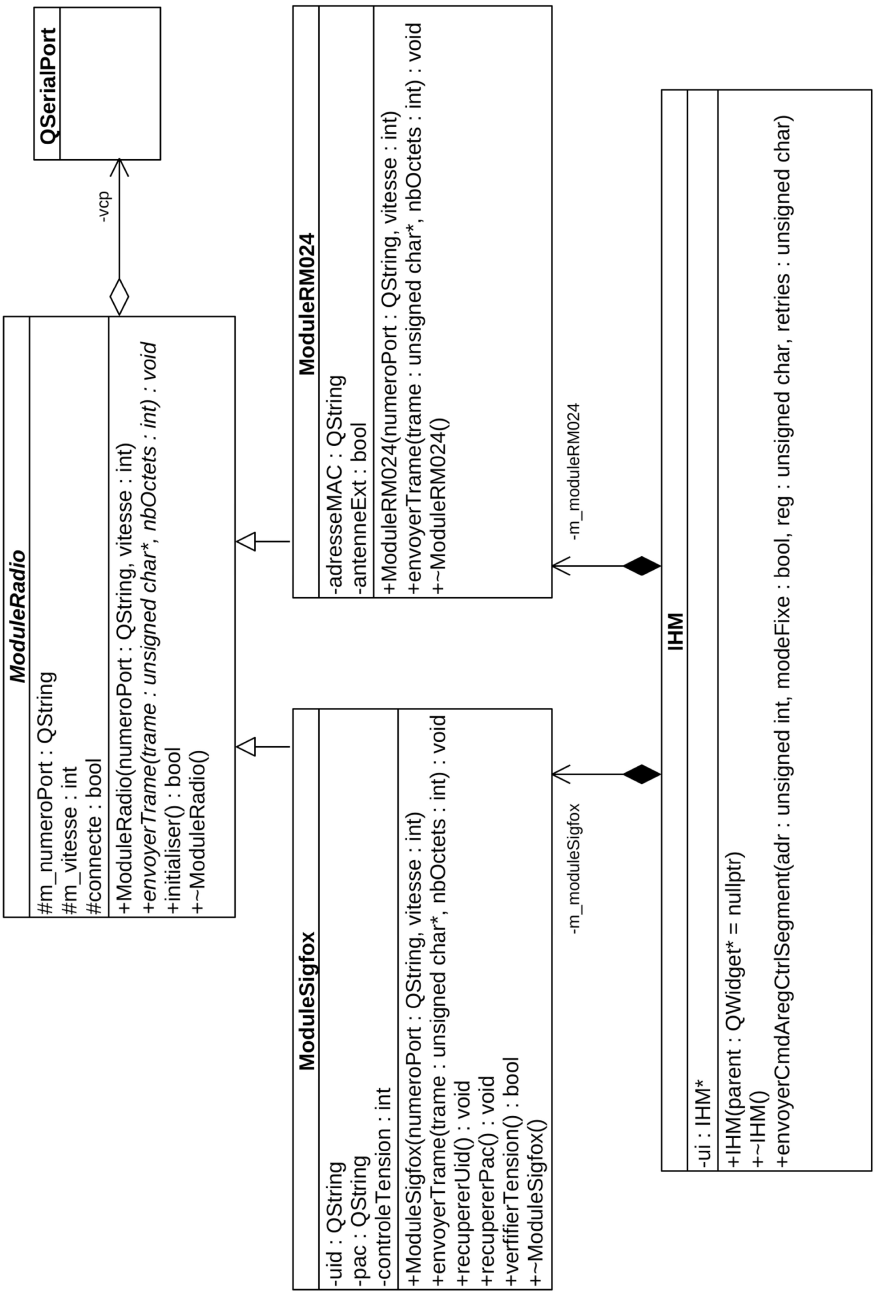 ModuleRadio
#m_numeroPort : QString
#m_vitesse : int
#connecte : bool
+ModuleRadio(numeroPort : QString, vitesse : int)
+envoyerTrame(trame : unsigned char*, nbOctets : int) : void
+initialiser() : bool
+~ModuleRadio()
-vcp
QSerialPort
ModuleSigfox
-uid : QString
-pac : QString
-controleTension : int
+ModuleSigfox(numeroPort : QString, vitesse : int)
+envoyerTrame(trame : unsigned char*, nbOctets : int) : void
+recupererUid() : void
+recupererPac() : void
+verfifierTension() : bool
+~ModuleSigfox()
ModuleRM024
-adresseMAC : QString
-antenneExt : bool
+ModuleRM024(numeroPort : QString, vitesse : int)
+envoyerTrame(trame : unsigned char*, nbOctets : int) : void
+~ModuleRM024()
-m_moduleSigfox
-m_moduleRM024
IHM
-ui : IHM*
+IHM(parent : QWidget* = nullptr)
+~IHM()
+envoyerCmdAregCtrlSegment(adr : unsigned int, modeFixe : bool, reg : unsigned char, retries : unsigned char)